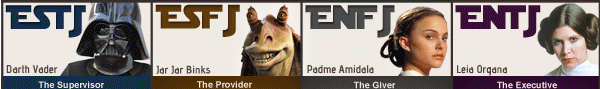 ESTJ
Darth Vader
The Supervisor
ESFJ
Jar Jar Binks
The Provider
ENFJ
Padme Amidala
The Giver
ENTJ
Leia Organa
The Executive